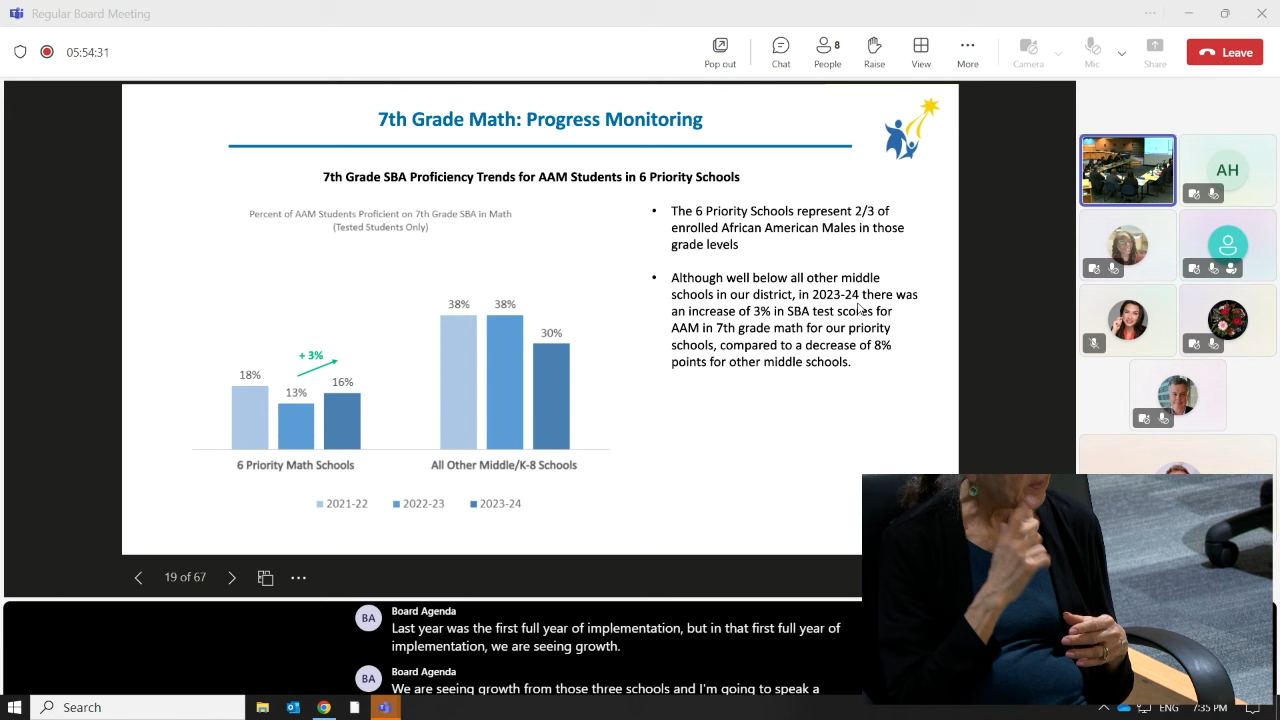 Regular Board Meeting
05:54:31
Pop out
Chat
8
People
Raise
View
More
Camera
Mic
Share
Leave
7th Grade Math: Progress Monitoring
7th Grade SBA Proficiency Trends for AAM Students in 6 Priority Schools
Percent of AAM Students Proficient on 7th Grade SBA in Math
(Tested Students Only)
18%
13%
16%
+ 3%
38%
38%
30%
6 Priority Math Schools
All Other Middle/K-8 Schools
2021-22
2022-23
2023-24
• The 6 Priority Schools represent 2/3 of
enrolled African American Males in those
grade levels
• Although well below all other middle
schools in our district, in 2023-24 there was
an increase of 3% in SBA test scores for
AAM in 7th grade math for our priority
schools, compared to a decrease of 8%
points for other middle schools.
AH
19 of 67
BA
Board Agenda
Last year was the first full year of implementation, but in that first full year of
implementation, we are seeing growth.
BA
Board Agenda
We are seeing growth from those three schools and I'm going to speak a
Search
ENG
7:35 PM